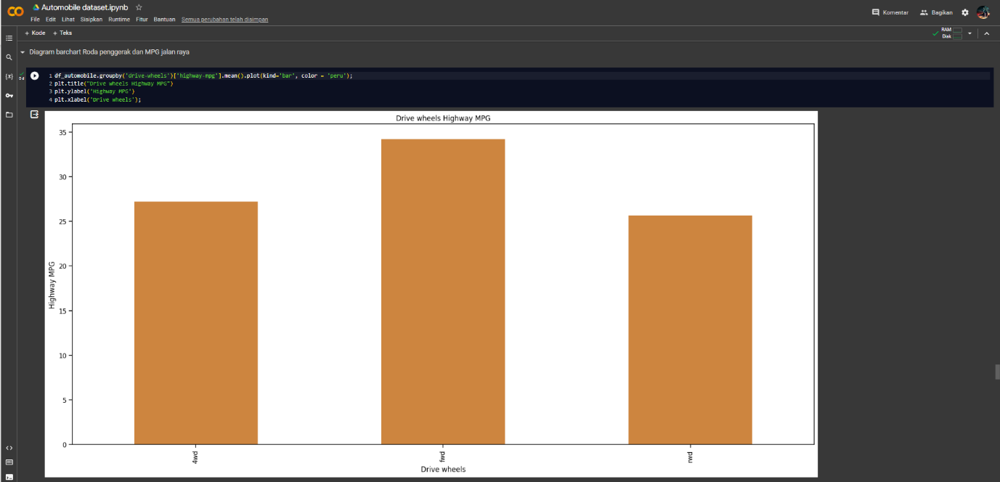 CO
Automobile dataset.ipynb
File Edit Lihat Sisipkan Runtime Fitur Bantuan Semua perubahan telah disimpan
Komentar
Bagikan
+ Kode + Teks
RAM
Disk
Diagram barchart Roda penggerak dan MPG jalan raya
{x}
0 d
1 df_automobile.groupby('drive-wheels')['highway-mpg'].mean().plot(kind='bar', color = 'peru');
2 plt.title("Drive wheels Highway MPG")
3 plt.ylabel('Highway MPG')
4 plt.xlabel('Drive wheels');
Drive wheels Highway MPG
35
30
25
20
15
10
5
0
Highway MPG
4wd
fwd
rwd
Drive wheels